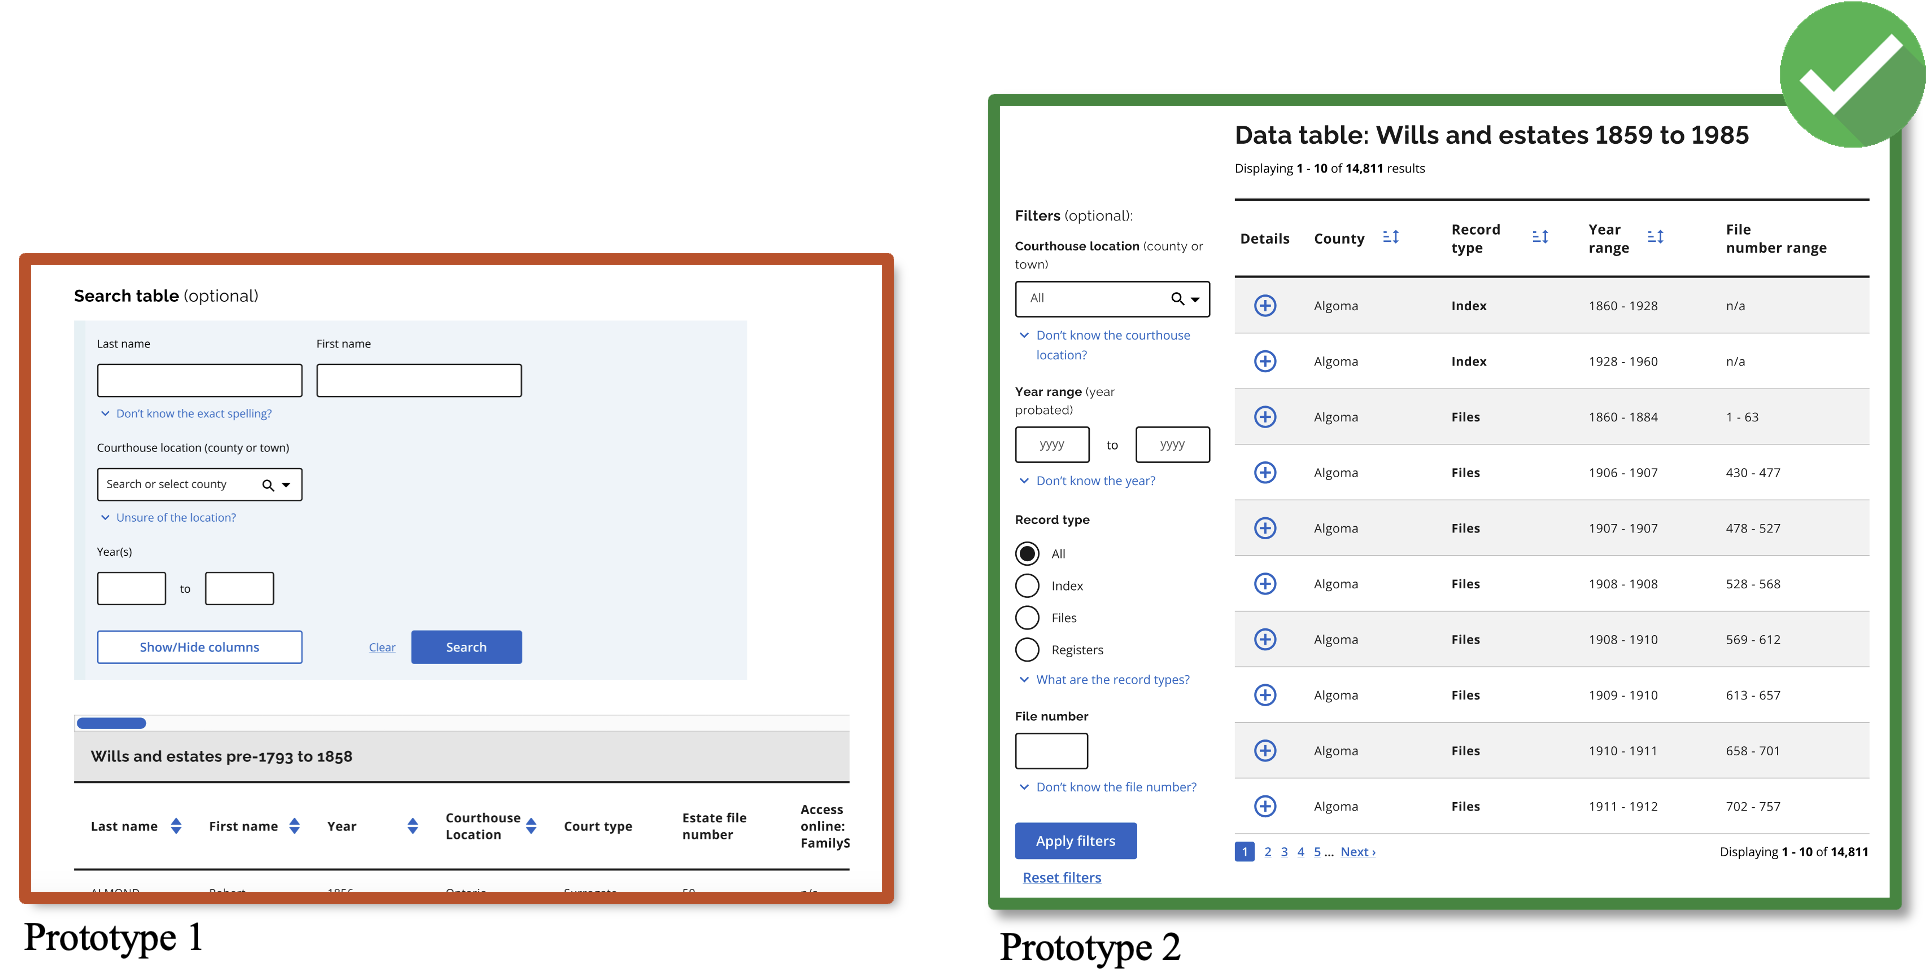 Search table (optional)
Last name
First name
Don't know the exact spelling?
Courthouse location (county or town)
Search or select county
Unsure of the location?
Year(s)
to
Show/Hide columns
Clear
Search
Wills and estates pre-1793 to 1858
Last name
First name
Year
Courthouse
Location
Court type
Estate file
number
Access
online:
FamilyS
Prototype 1
Data table: Wills and estates 1859 to 1985
Displaying 1 - 10 of 14,811 results
Filters (optional):
Courthouse location (county or
town)
All
Don't know the courthouse
location?
Year range (year
probated)
yyyy to yyyy
Don't know the year?
Record type
All
Index
Files
Registers
What are the record types?
File number
Don't know the file number?
Apply filters
Reset filters
Details
County
Record
type
Year
range
File
number range
Algoma Index 1860 - 1928 n/a
Algoma Index 1928 - 1960 n/a
Algoma Files 1860 - 1884 1 - 63
Algoma Files 1906 - 1907 430 - 477
Algoma Files 1907 - 1907 478 - 527
Algoma Files 1908 - 1908 528 - 568
Algoma Files 1908 - 1910 569 - 612
Algoma Files 1909 - 1910 613 - 657
Algoma Files 1910 - 1911 658 - 701
Algoma Files 1911 - 1912 702 - 757
1 2 3 4 5 ... Next ›
Displaying 1 - 10 of 14,811
Prototype 2